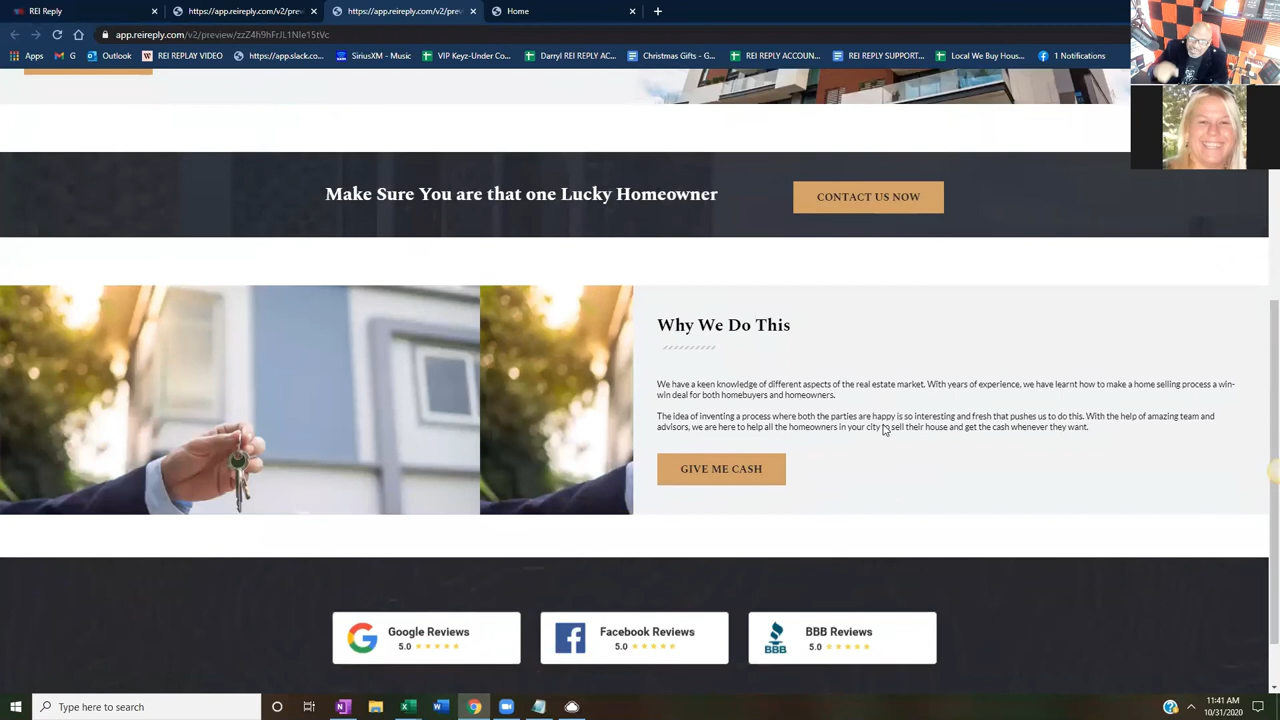 REI Reply
https://app.reireply.com/v2/prev
https://app.reireply.com/v2/prev
Home
app.reireply.com/v2/preview/zzZ4h9hFrJL1NIe15tVc
Apps
Outlook
REI REPLAY VIDEO
https://app.slack.co...
SiriusXM - Music
VIP Keyz-Under Co...
Darryl REI REPLY AC...
Christmas Gifts - G...
REI REPLY ACCOUN...
REI REPLY SUPPORT...
Local We Buy Hous...
1 Notifications
Make Sure You are that one Lucky Homeowner
CONTACT US NOW
Why We Do This
We have a keen knowledge of different aspects of the real estate market. With years of experience, we have learnt how to make a home selling process a win-
win deal for both homebuyers and homeowners.
The idea of inventing a process where both the parties are happy is so interesting and fresh that pushes us to do this. With the help of amazing team and
advisors, we are here to help all the homeowners in your city to sell their house and get the cash whenever they want.
GIVE ME CASH
Google Reviews
5.0
Facebook Reviews
5.0
BBB
BBB Reviews
5.0
Type here to search
11:41 AM
10/31/2020